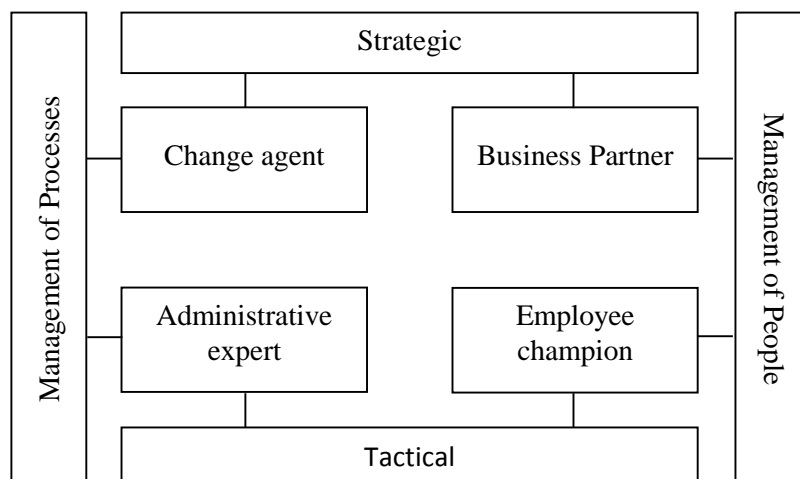 Strategic
Management of Processes
Change agent
Business Partner
Management of People
Administrative
expert
Employee
champion
Tactical